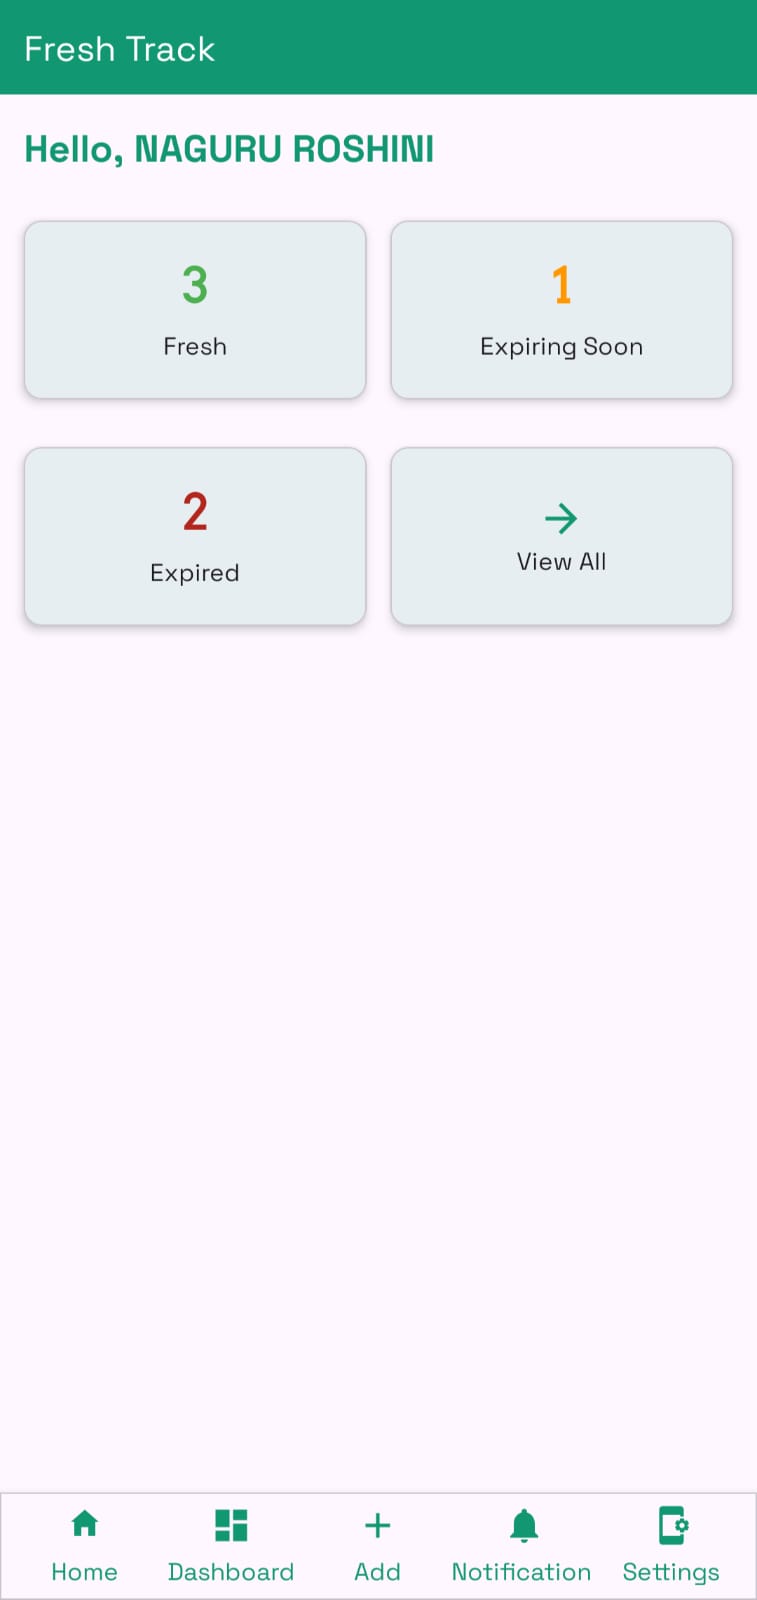 Fresh Track
Hello, NAGURU ROSHINI
3
Fresh
1
Expiring Soon
2
Expired
View All
Home
Dashboard
Add
Notification
Settings